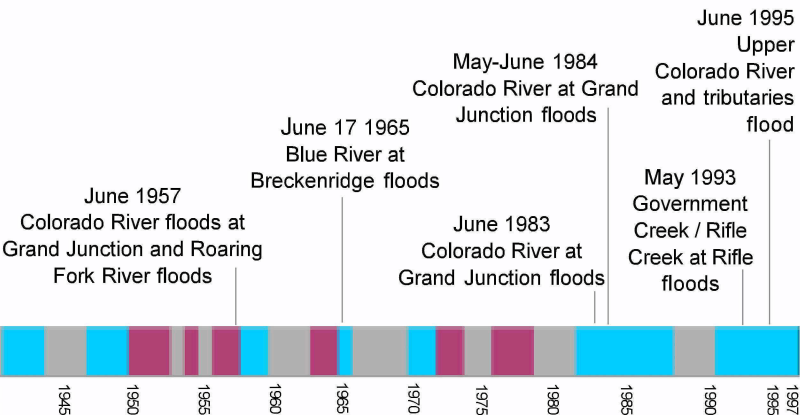 June 1995
Upper
Colorado River
and tributaries
flood
May-June 1984
Colorado River at Grand
Junction floods
June 17 1965
Blue River at
Breckenridge floods
May 1993
Government
Creek / Rifle
Creek at Rifle
floods
June 1957
Colorado River floods at
Grand Junction and Roaring
Fork River floods
June 1983
Colorado River at
Grand Junction floods
1945
1950
1955
1960
1965
1970
1975
1980
1985
1990
1995
1997